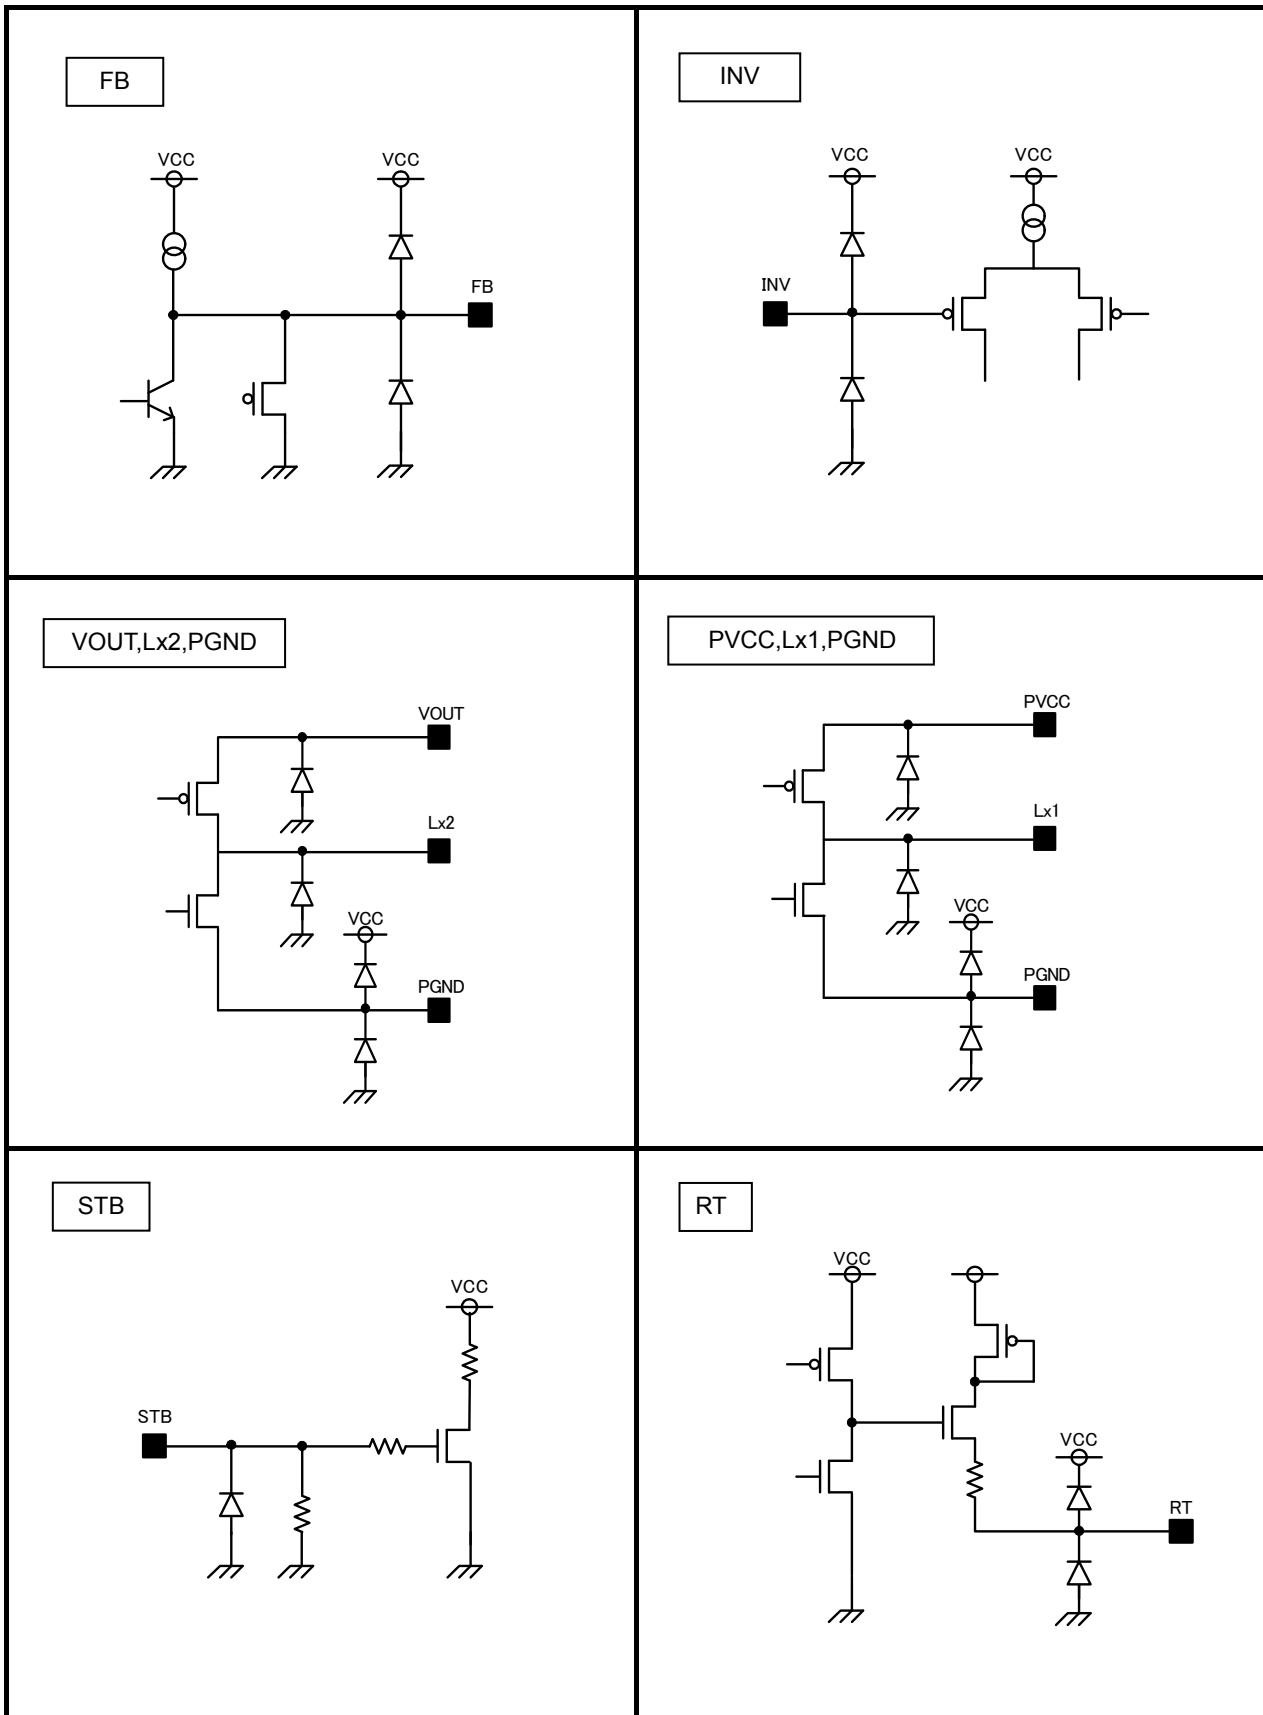 FB
VCC
VCC
FB
INV
VCC
VCC
INV
VOUT,Lx2,PGND
VOUT
Lx2
VCC
PGND
PVCC,Lx1,PGND
PVCC
Lx1
VCC
PGND
STB
VCC
STB
RT
VCC
VCC
RT